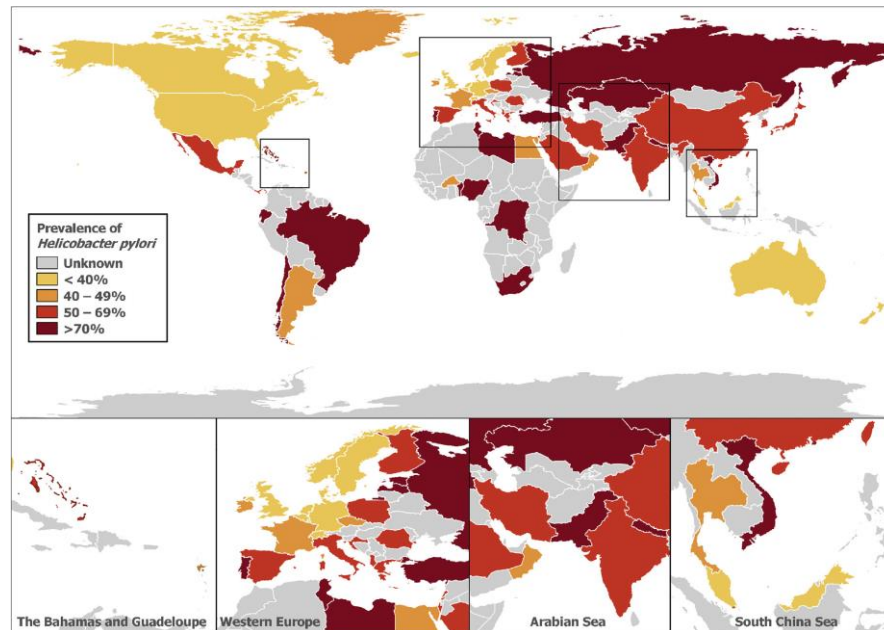 Prevalence of
Helicobacter pylori
Unknown
< 40%
40 – 49%
50 – 69%
>70%
The Bahamas and Guadeloupe
Western Europe
Arabian Sea
South China Sea